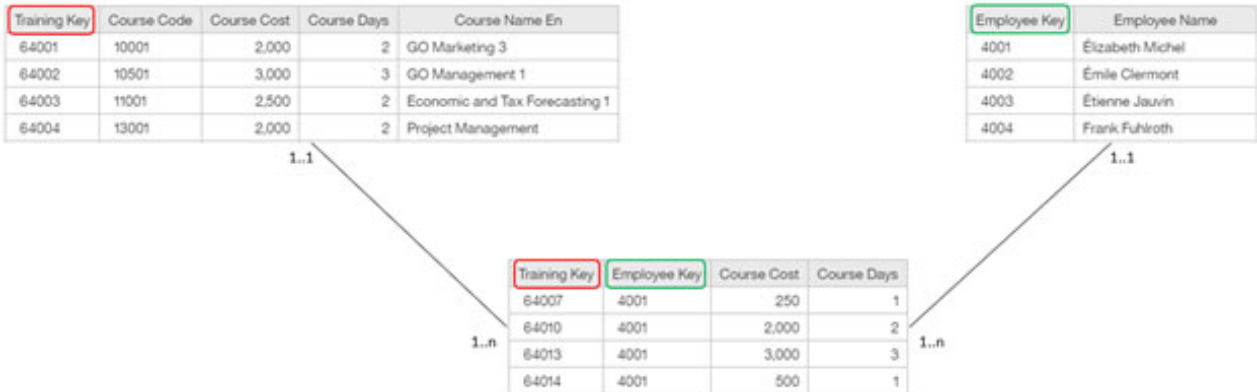 Training Key Course Code Course Cost Course Days Course Name En
64001 10001 2,000 2 GO Marketing 3
64002 10501 3,000 3 GO Management 1
64003 11001 2,500 2 Economic and Tax Forecasting 1
64004 13001 2,000 2 Project Management
Employee Key Employee Name
4001 Élizabeth Michel
4002 Émile Clermont
4003 Étienne Jauvin
4004 Frank Fuhlroth
1..1
1..1
Training Key Employee Key Course Cost Course Days
64007 4001 250 1
64010 4001 2,000 2
64013 4001 3,000 3
64014 4001 500 1
1..n
1..n